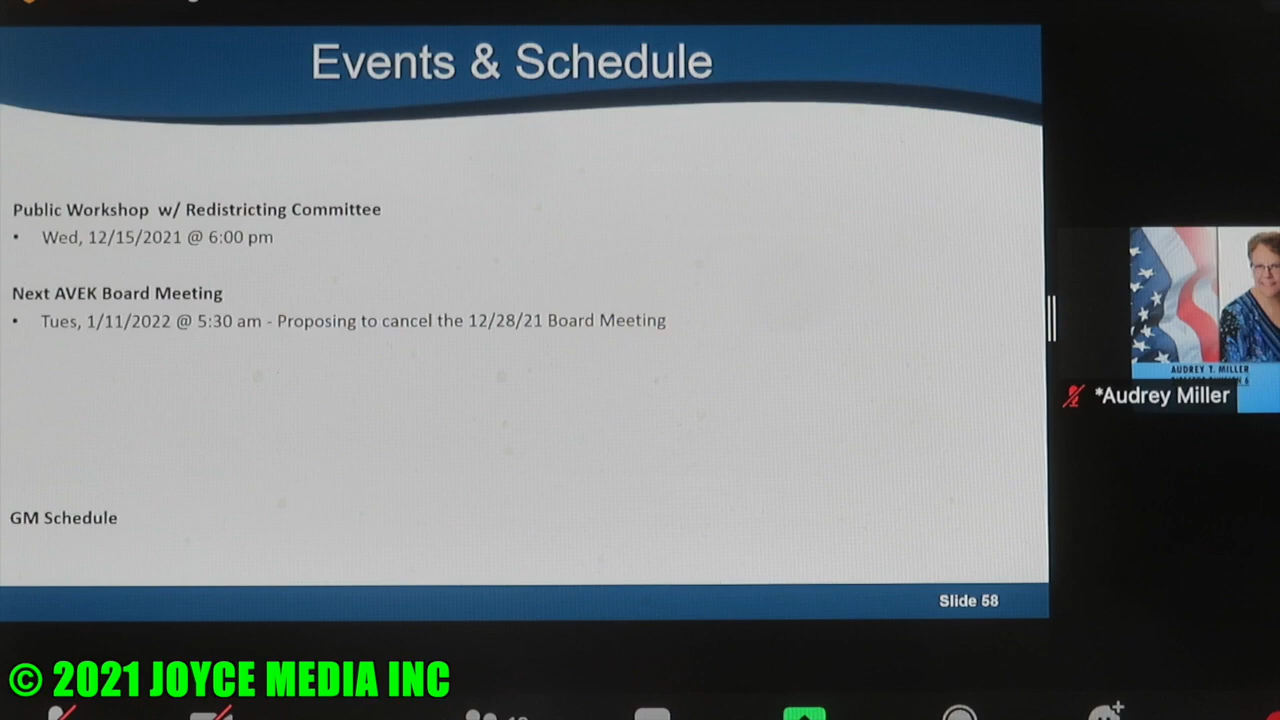 Events & Schedule
Public Workshop w/ Redistricting Committee
• Wed, 12/15/2021 @ 6:00 pm
Next AVEK Board Meeting
• Tues, 1/11/2022 @ 5:30 am - Proposing to cancel the 12/28/21 Board Meeting
GM Schedule
Slide 58
AUDREY T. MILLER
*Audrey Miller
© 2021 JOYCE MEDIA INC